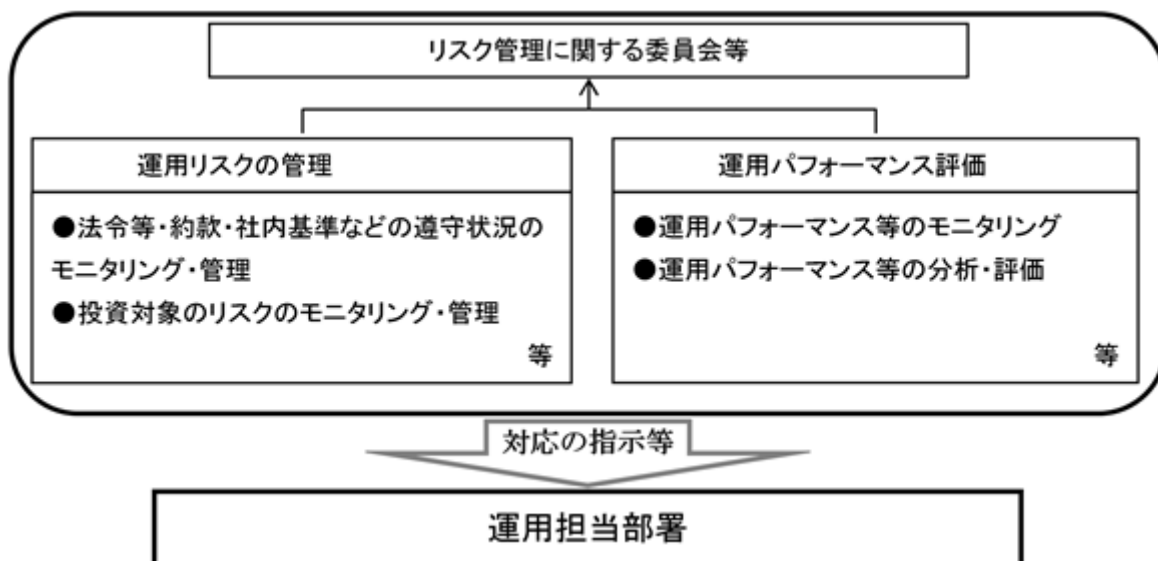 リスク管理に関する委員会等
運用リスクの管理
●法令等・約款・社内基準などの遵守状況の
モニタリング・管理
●投資対象のリスクのモニタリング・管理
等
運用パフォーマンス評価
●運用パフォーマンス等のモニタリング
●運用パフォーマンス等の分析・評価
等
対応の指示等
運用担当部署